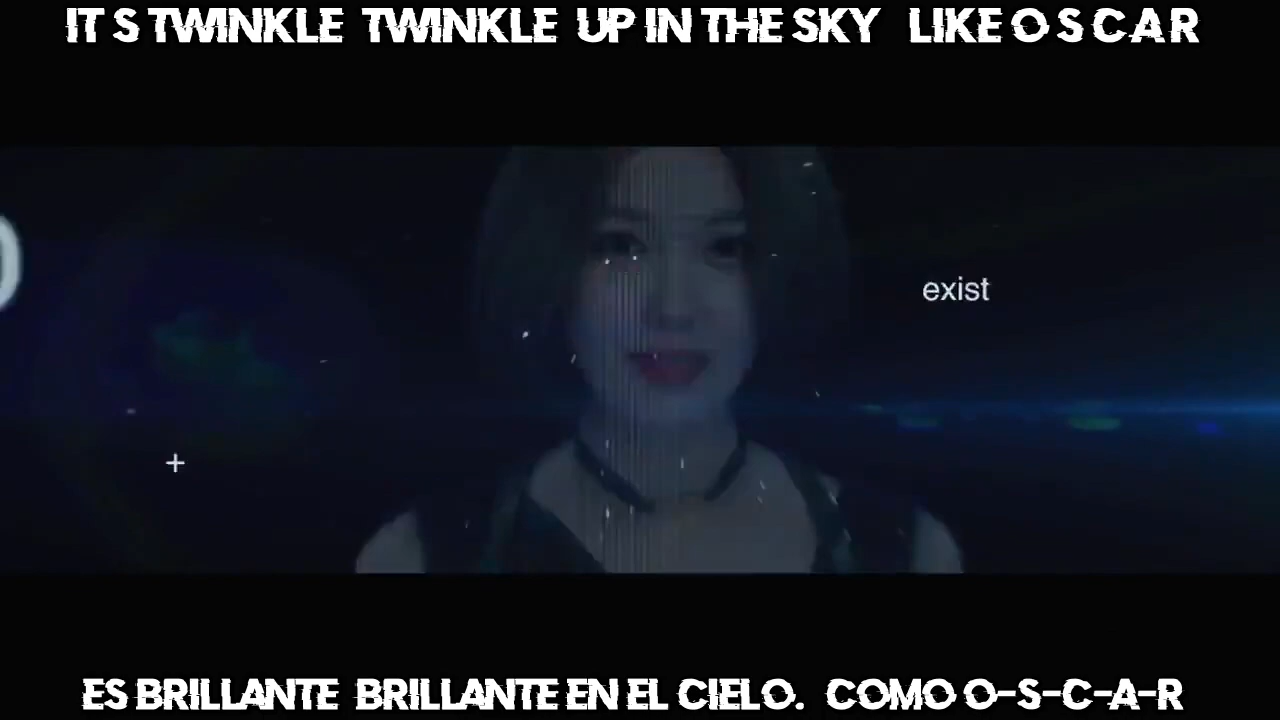 IT S TWINKLE TWINKLE UP IN THE SKY LIKE O S C A R
exist
+
ES BRILLANTE BRILLANTE EN EL CIELO. COMO O-S-C-A-R